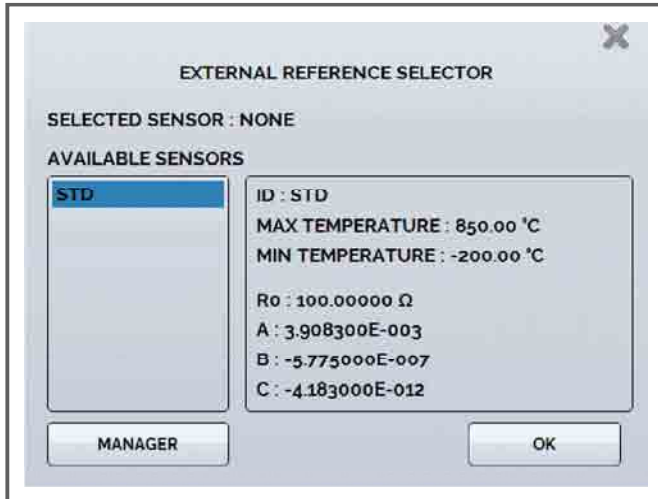 EXTERNAL REFERENCE SELECTOR
SELECTED SENSOR : NONE
AVAILABLE SENSORS
STD
ID : STD
MAX TEMPERATURE : 850.00 °C
MIN TEMPERATURE : -200.00 °C
R0 : 100.00000 Ω
A : 3.908300E-003
B : -5.775000E-007
C : -4.183000E-012
MANAGER
OK